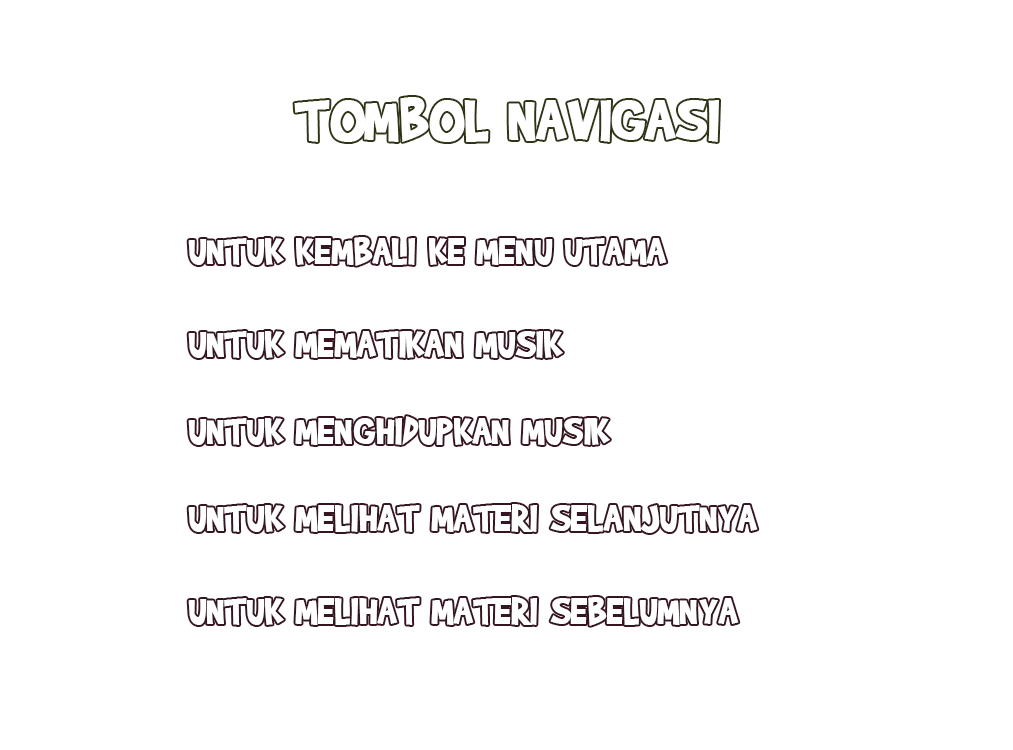 TOMBOL NAVIGASI
UNTUK KEMBALI KE MENU UTAMA
UNTUK MEMATIKAN MUSIK
UNTUK MENGHIDUPKAN MUSIK
UNTUK MELIHAT MATERI SELANJUTNYA
UNTUK MELIHAT MATERI SEBELUMNYA